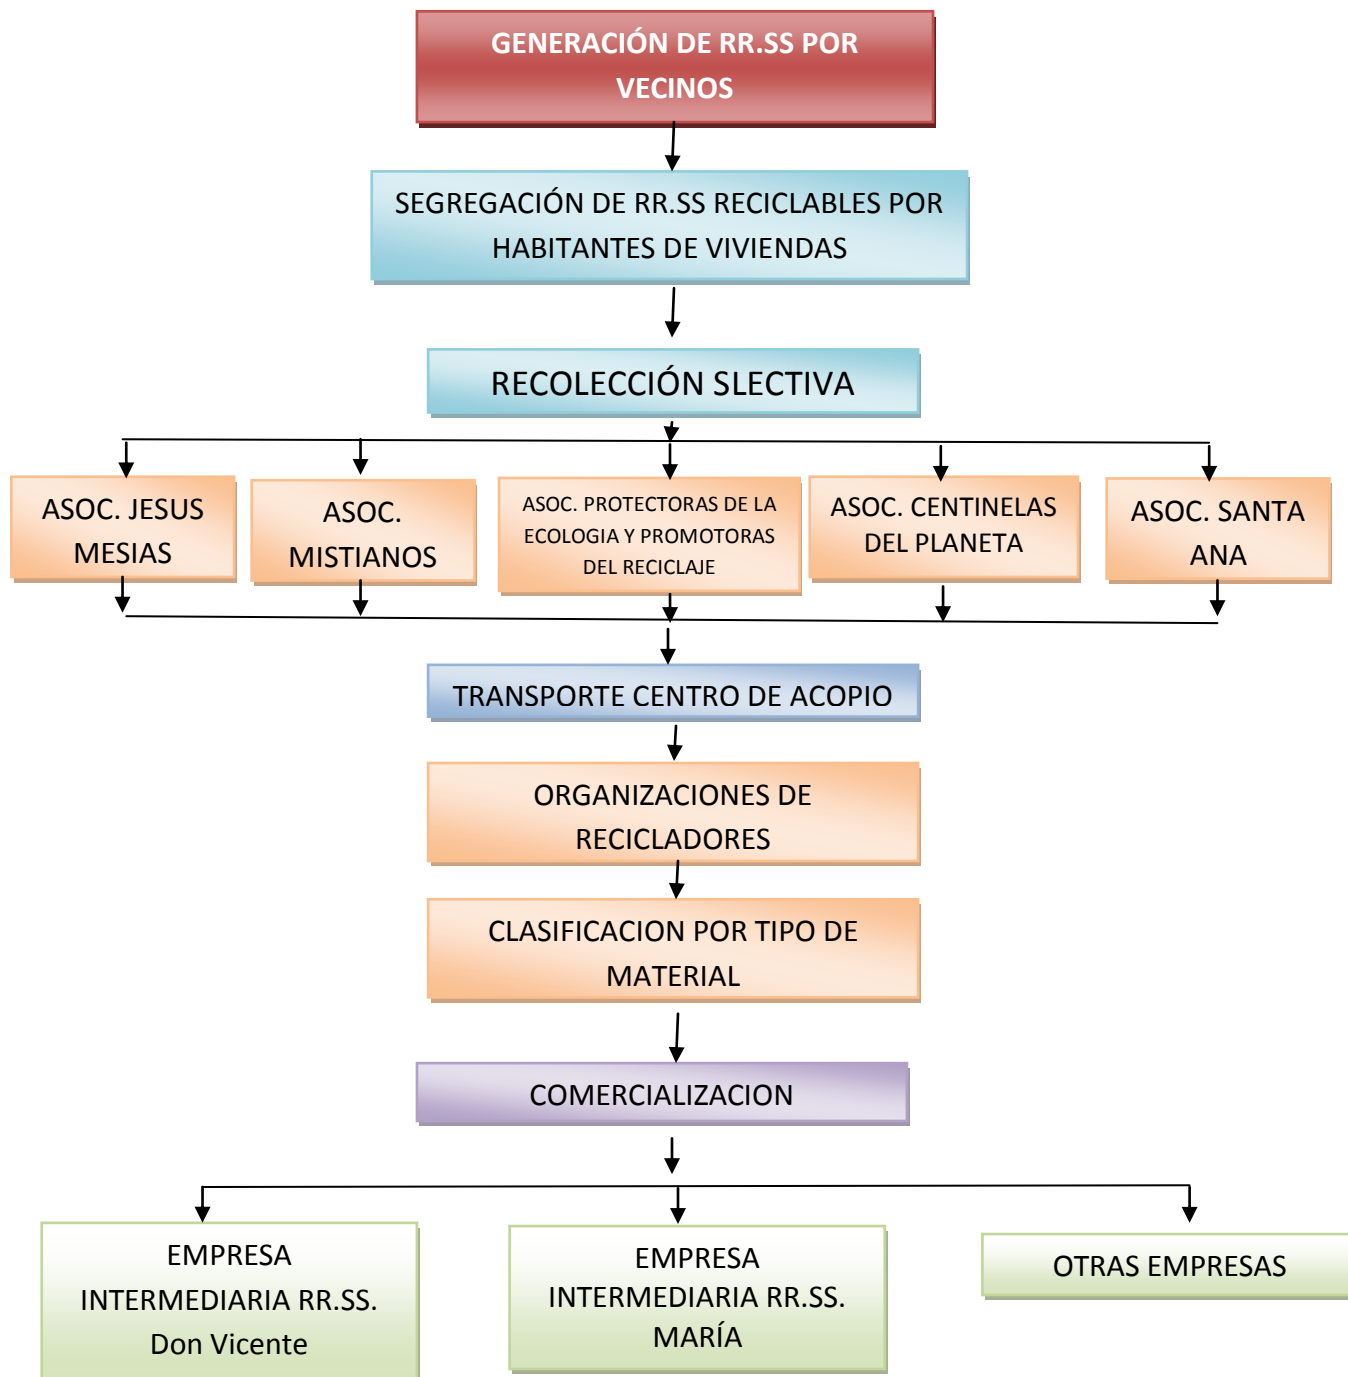 GENERACIÓN DE RR.SS POR
VECINOS
SEGREGACIÓN DE RR.SS RECICLABLES POR
HABITANTES DE VIVIENDAS
RECOLECCIÓN SLECTIVA
ASOC. JESUS
MESIAS
ASOC.
MISTIANOS
ASOC. PROTECTORAS DE LA
ECOLOGIA Y PROMOTORAS
DEL RECICLAJE
ASOC. CENTINELAS
DEL PLANETA
ASOC. SANTA
ANA
TRANSPORTE CENTRO DE ACOPIO
ORGANIZACIONES DE
RECICLADORES
CLASIFICACION POR TIPO DE
MATERIAL
COMERCIALIZACION
EMPRESA
INTERMEDIARIA RR.SS.
Don Vicente
EMPRESA
INTERMEDIARIA RR.SS.
MARÍA
OTRAS EMPRESAS